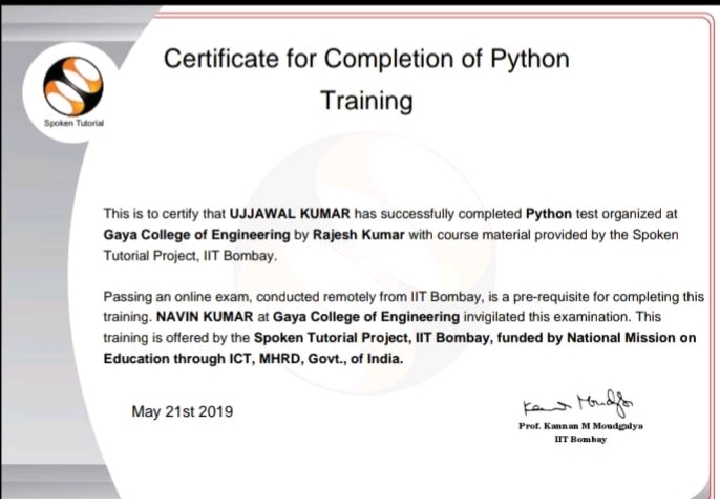 Certificate for Completion of Python
Training
Spoken Tutorial
This is to certify that UJJAWAL KUMAR has successfully completed Python test organized at
Gaya College of Engineering by Rajesh Kumar with course material provided by the Spoken
Tutorial Project, IIT Bombay.
Passing an online exam, conducted remotely from IIT Bombay, is a pre-requisite for completing this
training. NAVIN KUMAR at Gaya College of Engineering invigilated this examination. This
training is offered by the Spoken Tutorial Project, IIT Bombay, funded by National Mission on
Education through ICT, MHRD, Govt., of India.
May 21st 2019
Prof. Kannan M Moudgalya
IIT Bombay